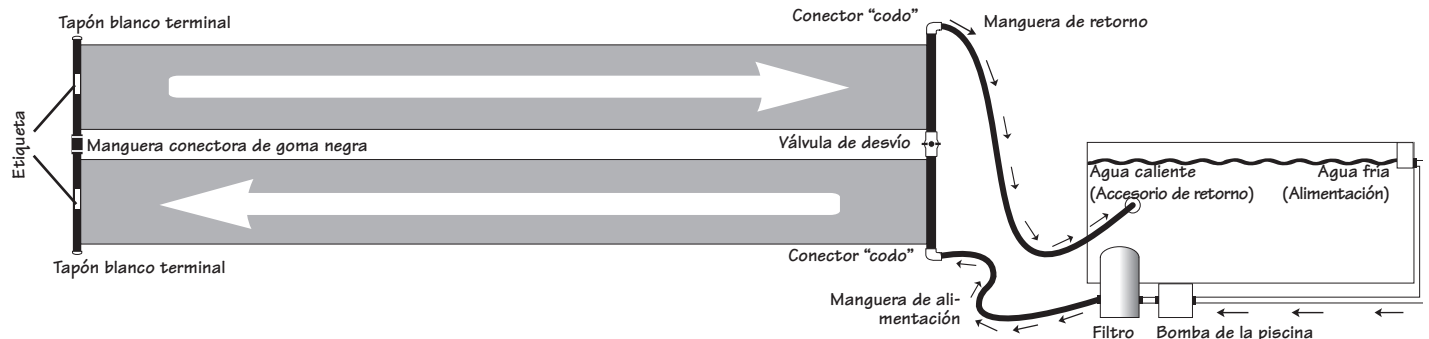 Tapón blanco terminal
Conector “codo”
Manguera de retorno
Etiqueta
Manguera conectora de goma negra
Válvula de desvío
Agua caliente
(Accesorio de retorno)
Agua fría
(Alimentación)
Tapón blanco terminal
Conector “codo”
Manguera de ali-
mentación
Filtro
Bomba de la piscina